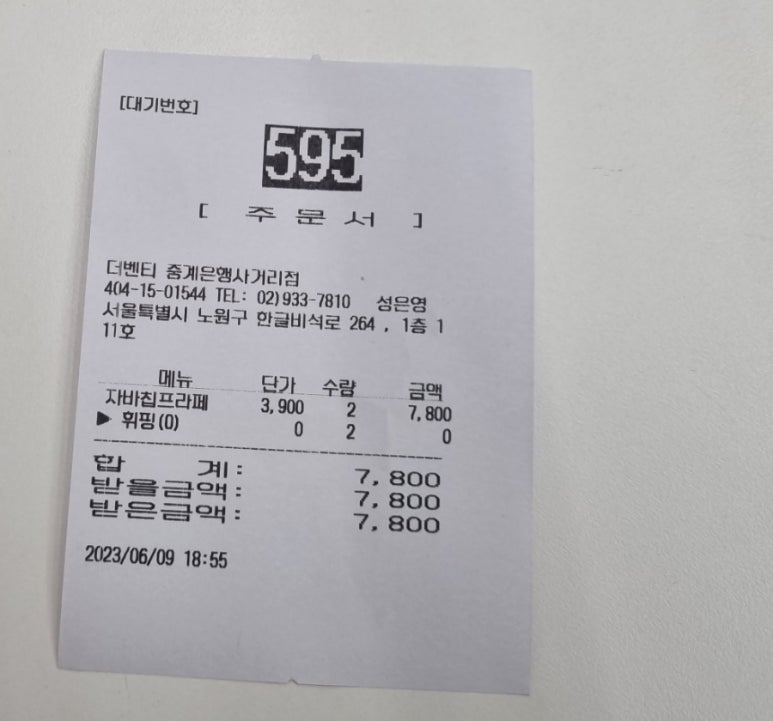 [대기번호]
595
[ 주 문 서 ]
더벤티 중계은행사거리점
404-15-01544 TEL: 02)933-7810 성은영
서울특별시 노원구 한글비석로 264 , 1층 1
11호
메뉴 단가 수량 금액
자바칩프라페 3,900 2 7,800
▶ 휘핑(0) 0 2 0
합 계: 7,800
받을금액: 7,800
받은금액: 7,800
2023/06/09 18:55